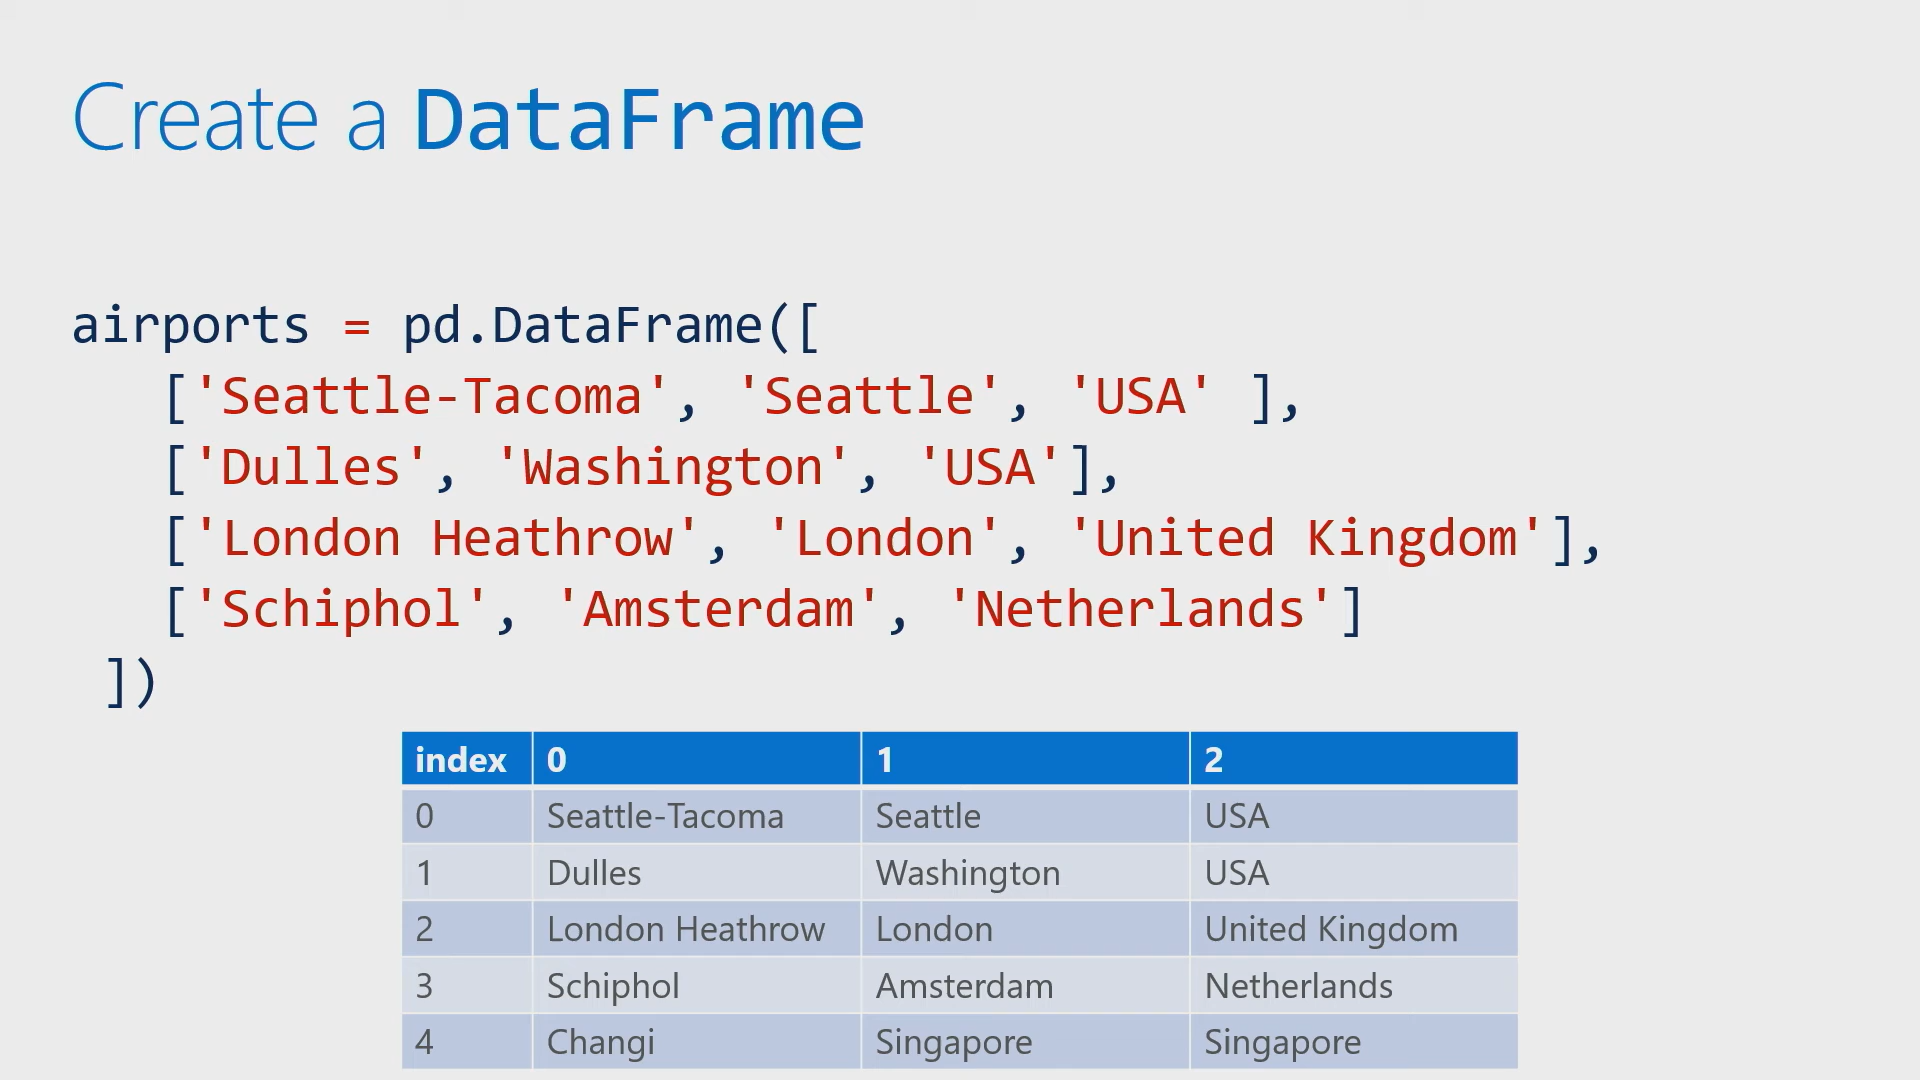 Create a DataFrame
airports = pd.DataFrame([
['Seattle-Tacoma', 'Seattle', 'USA' ],
['Dulles', 'Washington', 'USA'],
['London Heathrow', 'London', 'United Kingdom'],
['Schiphol', 'Amsterdam', 'Netherlands']
])
index 0 1 2
0 Seattle-Tacoma Seattle USA
1 Dulles Washington USA
2 London Heathrow London United Kingdom
3 Schiphol Amsterdam Netherlands
4 Changi Singapore Singapore